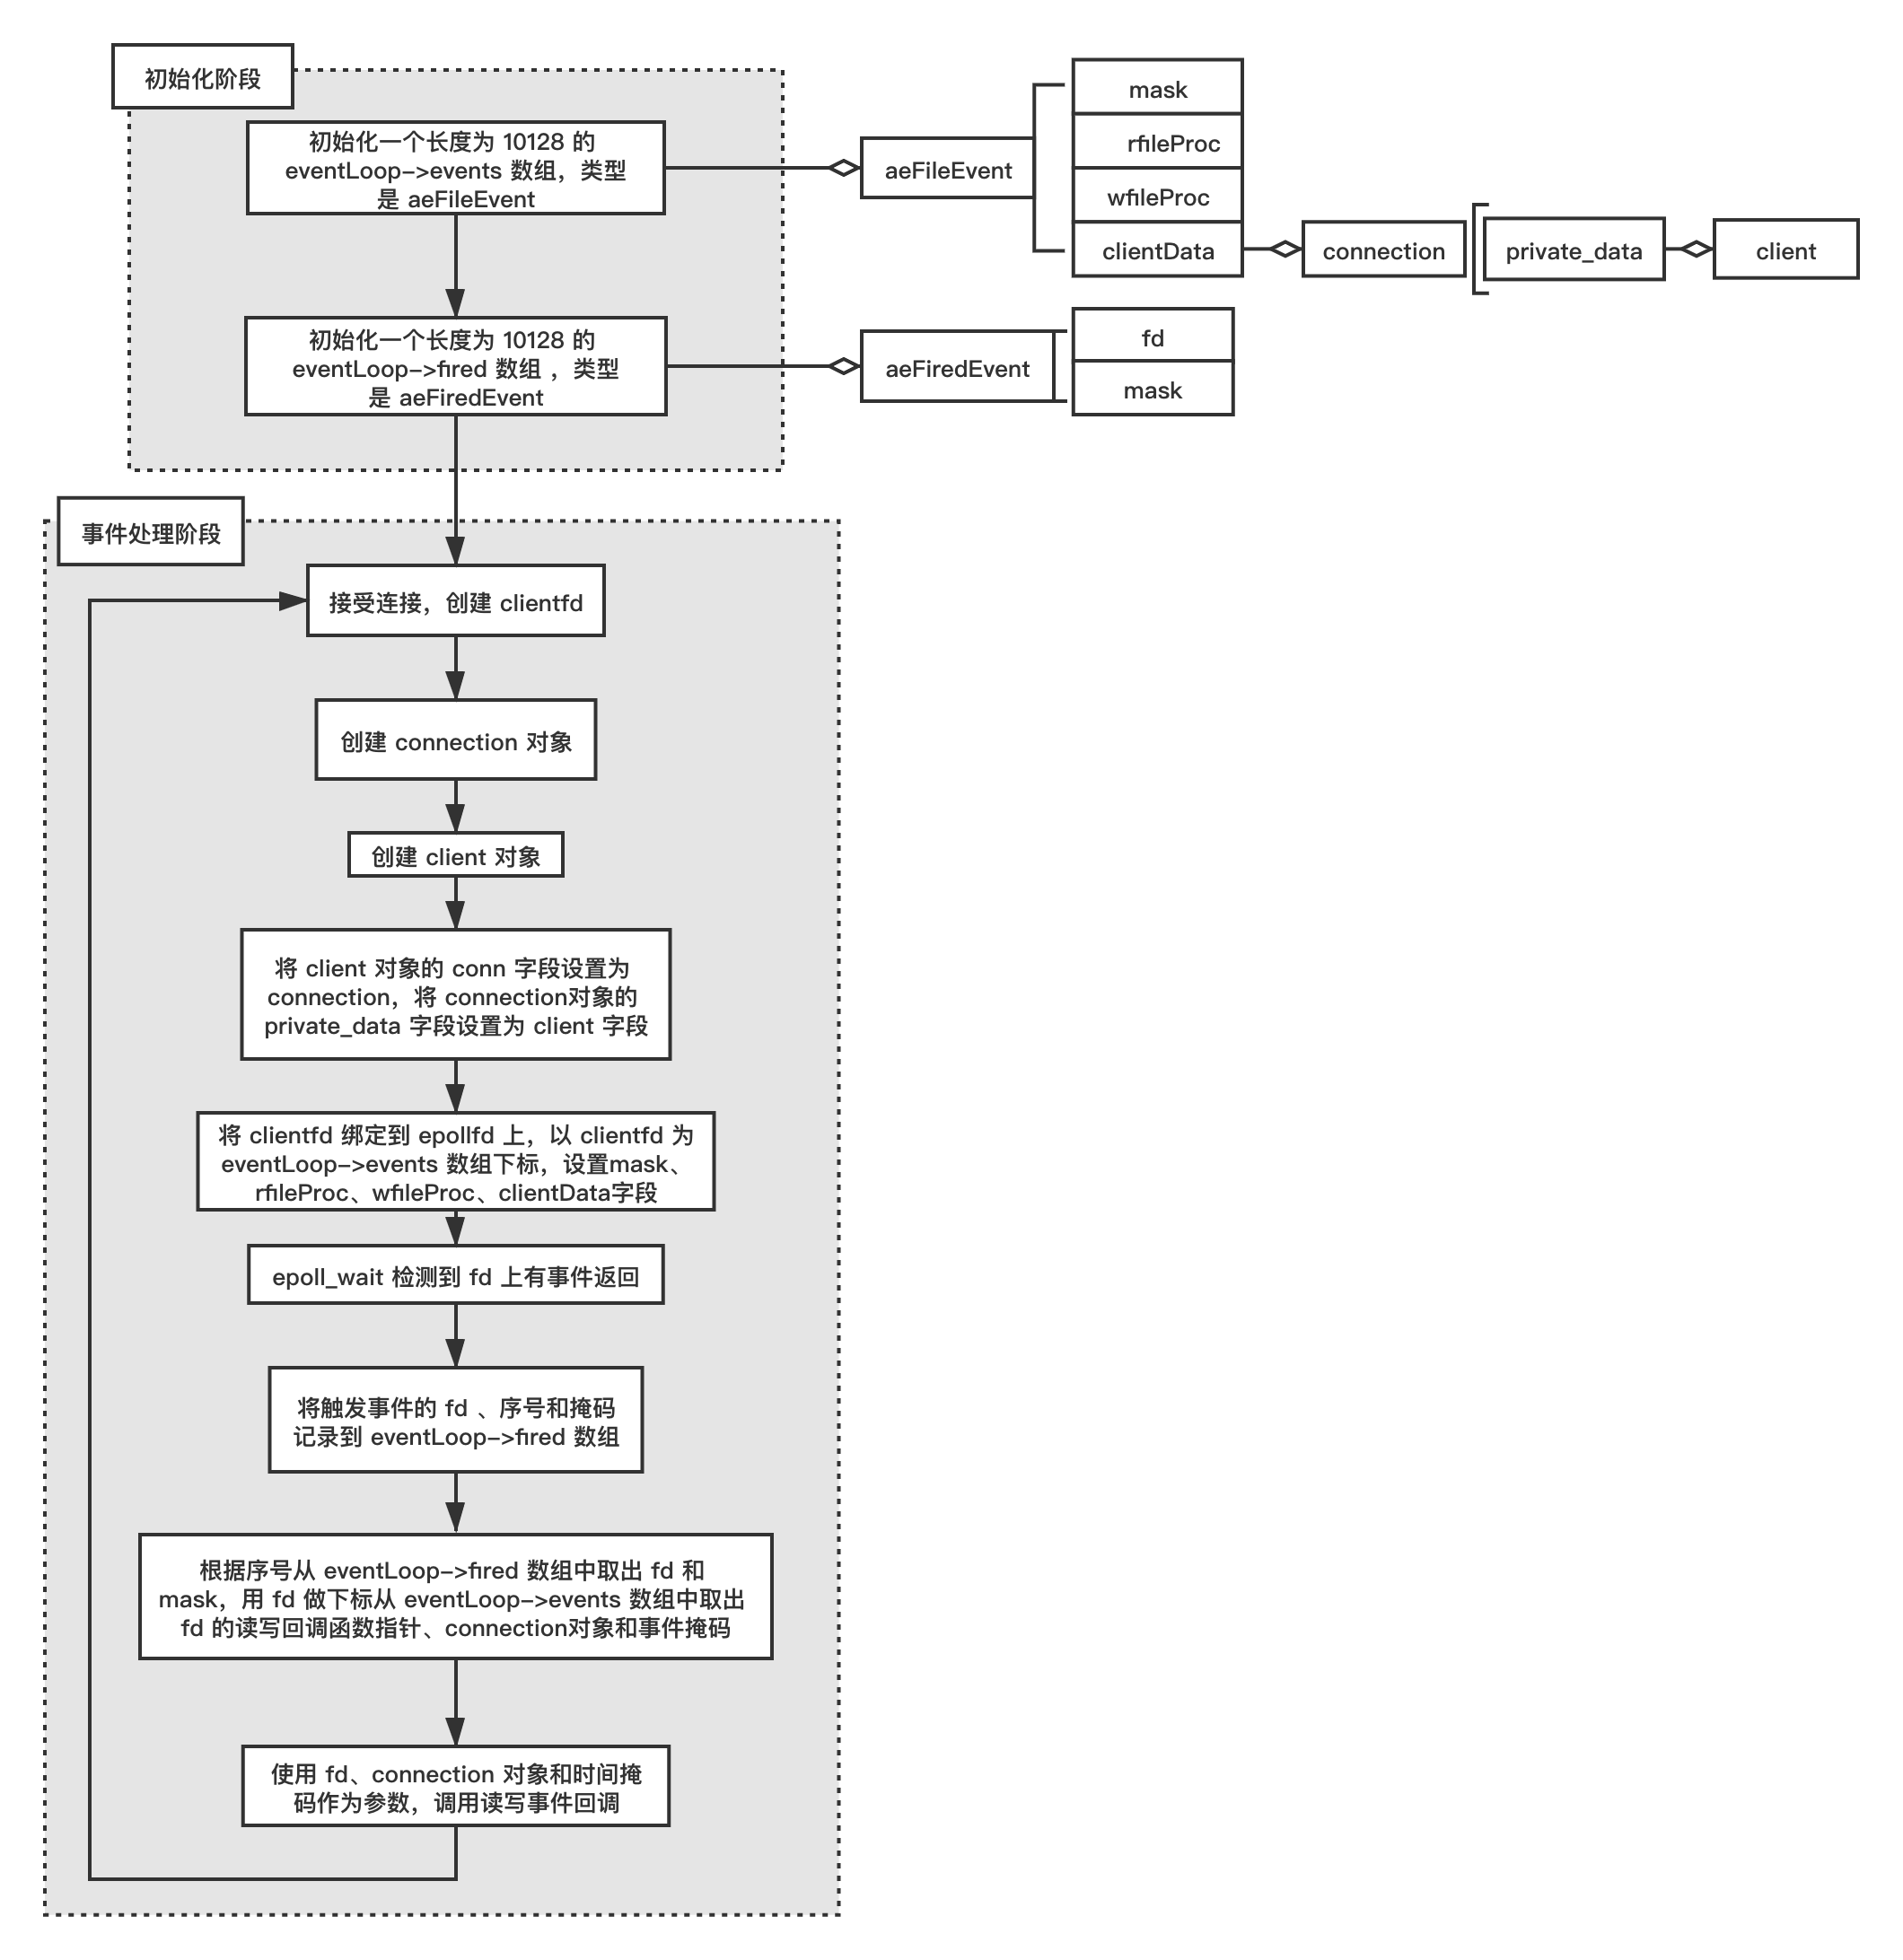 初始化阶段
初始化一个长度为 10128 的
eventLoop->events 数组，类型
是 aeFileEvent
aeFileEvent
mask
rfileProc
wfileProc
clientData
connection
private_data
client
初始化一个长度为 10128 的
eventLoop->fired 数组 ，类型
是 aeFiredEvent
aeFiredEvent
fd
mask
事件处理阶段
接受连接，创建 clientfd
创建 connection 对象
创建 client 对象
将 client 对象的 conn 字段设置为
connection，将 connection对象的
private_data 字段设置为 client 字段
将 clientfd 绑定到 epollfd 上，以 clientfd 为
eventLoop->events 数组下标，设置mask、
rfileProc、wfileProc、clientData字段
epoll_wait 检测到 fd 上有事件返回
将触发事件的 fd 、序号和掩码
记录到 eventLoop->fired 数组
根据序号从 eventLoop->fired 数组中取出 fd 和
mask，用 fd 做下标从 eventLoop->events 数组中取出
fd 的读写回调函数指针、connection对象和事件掩码
使用 fd、connection 对象和时间掩
码作为参数，调用读写事件回调